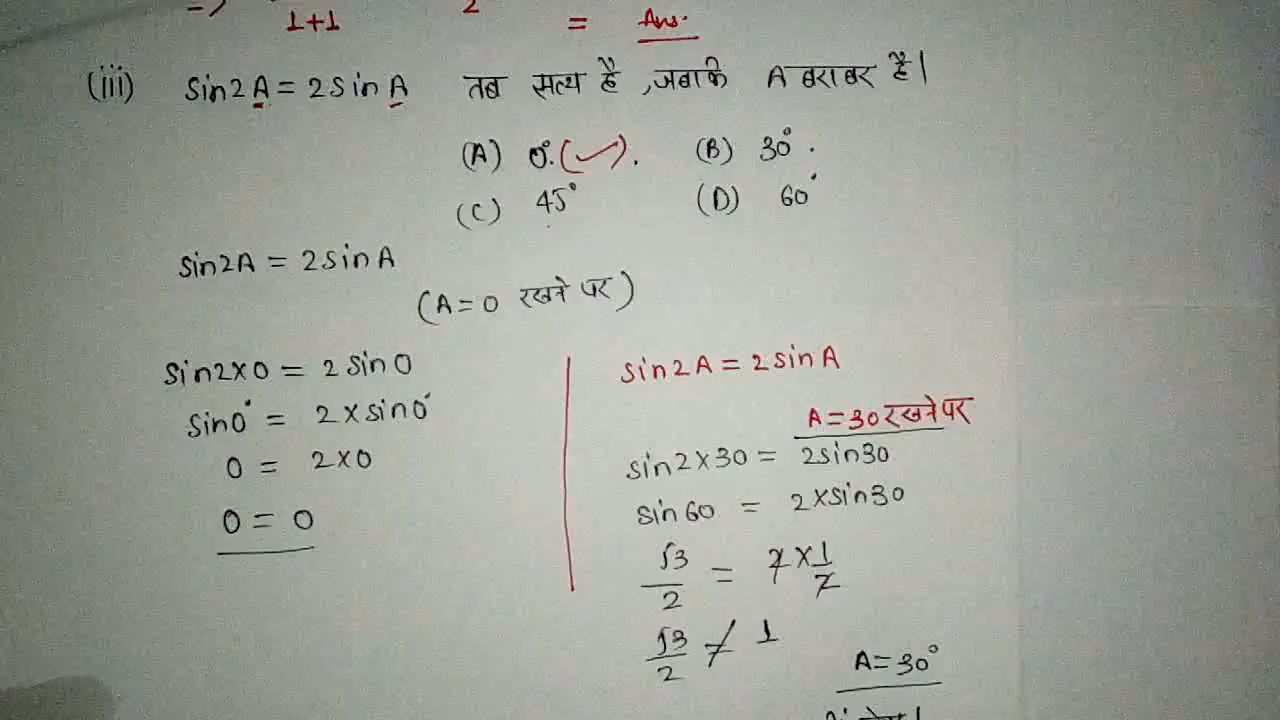 => 1+1 2 = Ans.
(iii) sin2A = 2sinA तब सत्य है, जबकि A बराबर है।
(A) 0°. (✓). (B) 30°.
(C) 45° (D) 60°
sin2A = 2sinA
(A=0 रखने पर)
sin2×0 = 2 sin0
sin0° = 2×sin0°
0 = 2×0
0 = 0
sin2A = 2sinA
A=30 रखने पर
sin2×30 = 2sin30
sin60 = 2×sin30
√3/2 = 2×1/2
√3/2 ≠ 1
A=30°